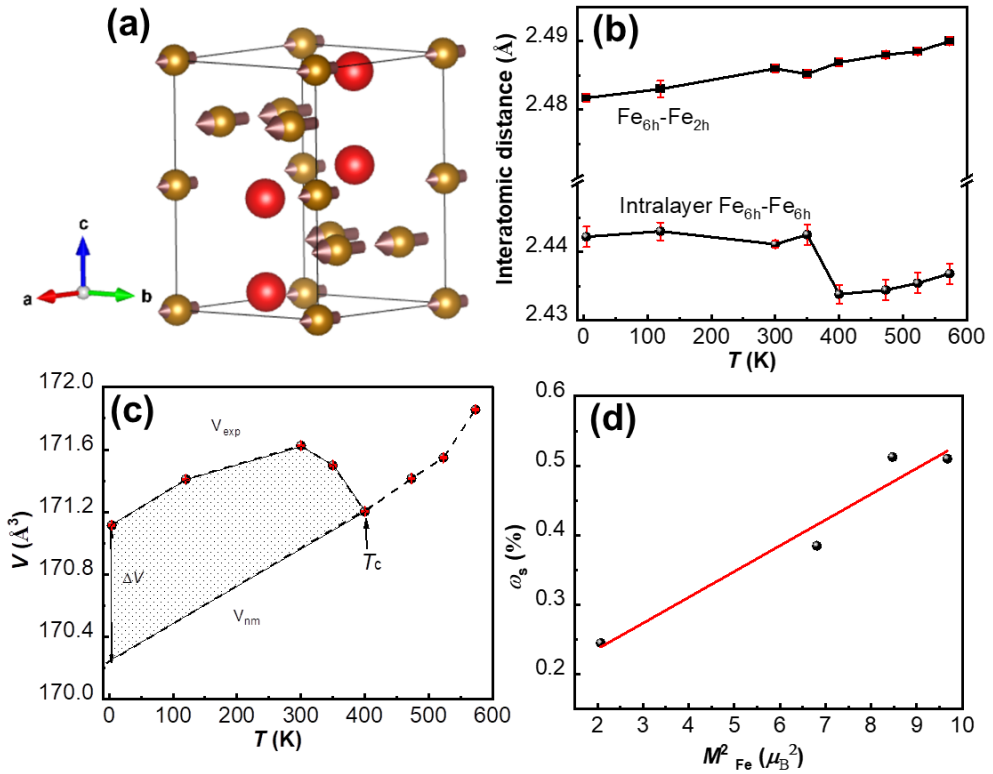 (a)
c
a
b
(b)
Interatomic distance (Å)
2.49
2.48
2.44
2.43
Fe6h-Fe2h
Intralayer Fe6h-Fe6h
0 100 200 300 400 500 600
T (K)
(c)
V (Å³)
172.0
171.6
171.2
170.8
170.4
170.0
Vexp
ΔV
Vnm
Tc
0 100 200 300 400 500 600
T (K)
(d)
ωs (%)
0.6
0.5
0.4
0.3
0.2
2 3 4 5 6 7 8 9 10
M² Fe (μB²)